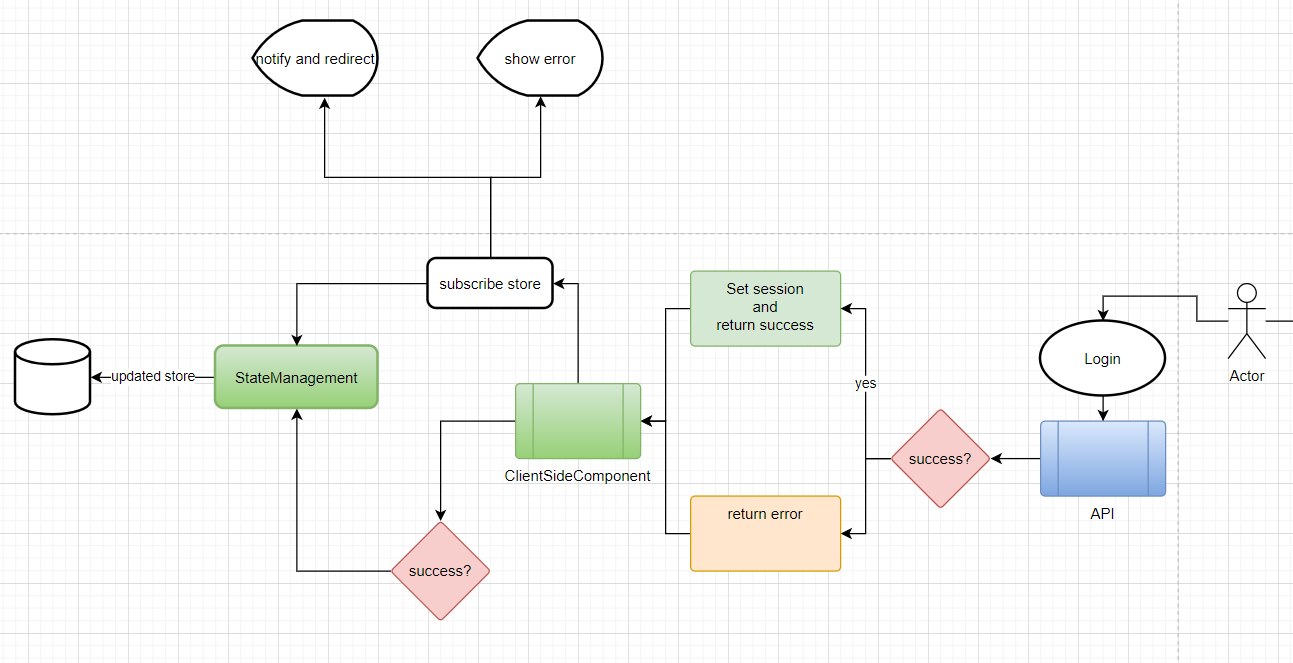 notify and redirect
show error
subscribe store
Set session
and
return success
Login
Actor
updated store
StateManagement
yes
success?
ClientSideComponent
return error
API
success?